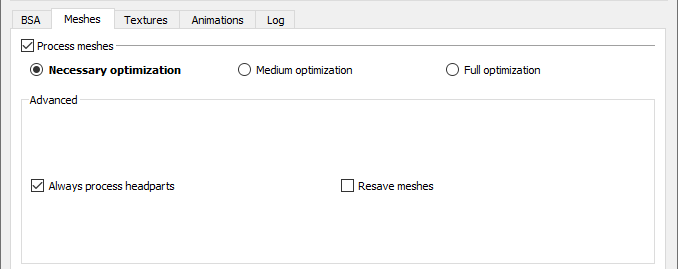 BSA Meshes Textures Animations Log
Process meshes
Necessary optimization Medium optimization Full optimization
Advanced
Always process headparts Resave meshes